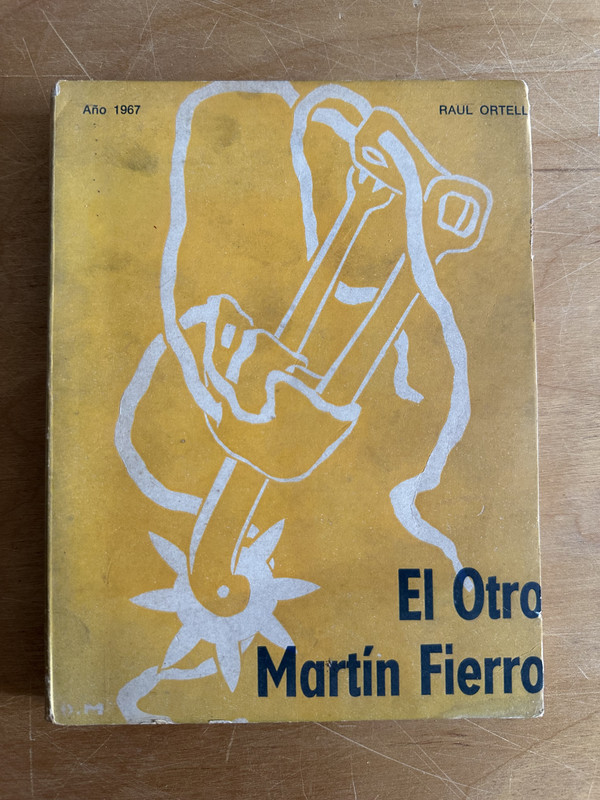 Año 1967
RAUL ORTELL
El Otro
Martín Fierro